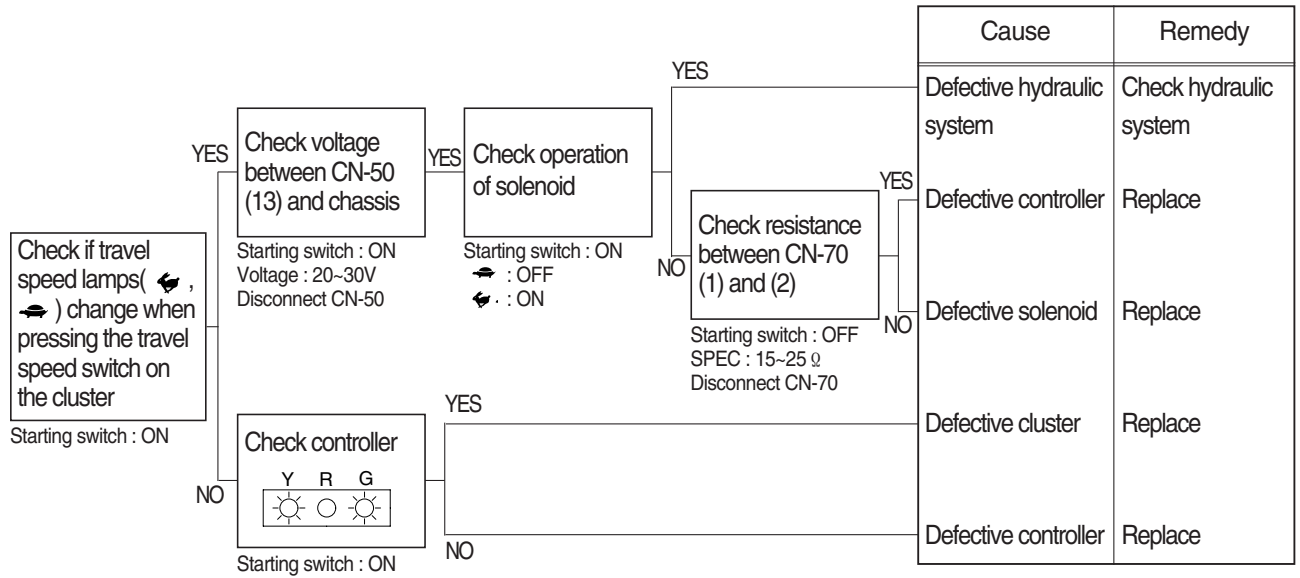 Cause
Remedy
YES
Defective hydraulic
system
Check hydraulic
system
YES
Check voltage
between CN-50
(13) and chassis
Starting switch : ON
Voltage : 20~30V
Disconnect CN-50
YES
Check operation
of solenoid
Starting switch : ON
: OFF
: ON
NO
Check resistance
between CN-70
(1) and (2)
Starting switch : OFF
SPEC : 15~25 Ω
Disconnect CN-70
YES
Defective controller
Replace
NO
Defective solenoid
Replace
Check if travel
speed lamps( ,
) change when
pressing the travel
speed switch on
the cluster
Starting switch : ON
NO
Check controller
Y R G
Starting switch : ON
YES
Defective cluster
Replace
NO
Defective controller
Replace